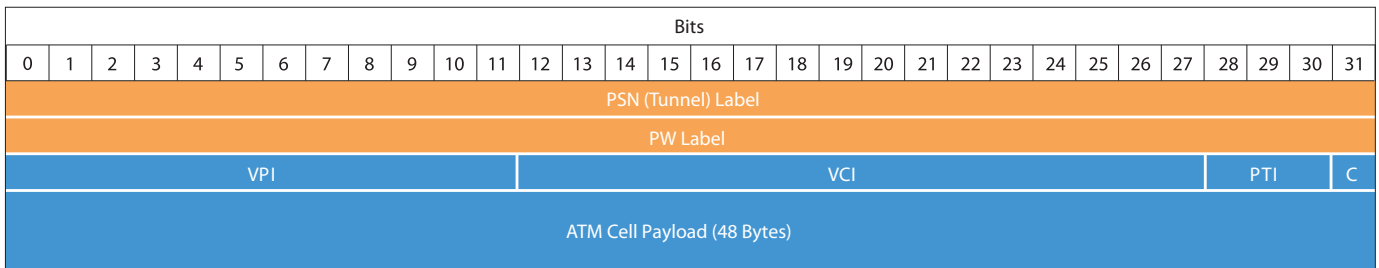 Bits
0 1 2 3 4 5 6 7 8 9 10 11 12 13 14 15 16 17 18 19 20 21 22 23 24 25 26 27 28 29 30 31
PSN (Tunnel) Label
PW Label
VPI VCI PTI C
ATM Cell Payload (48 Bytes)